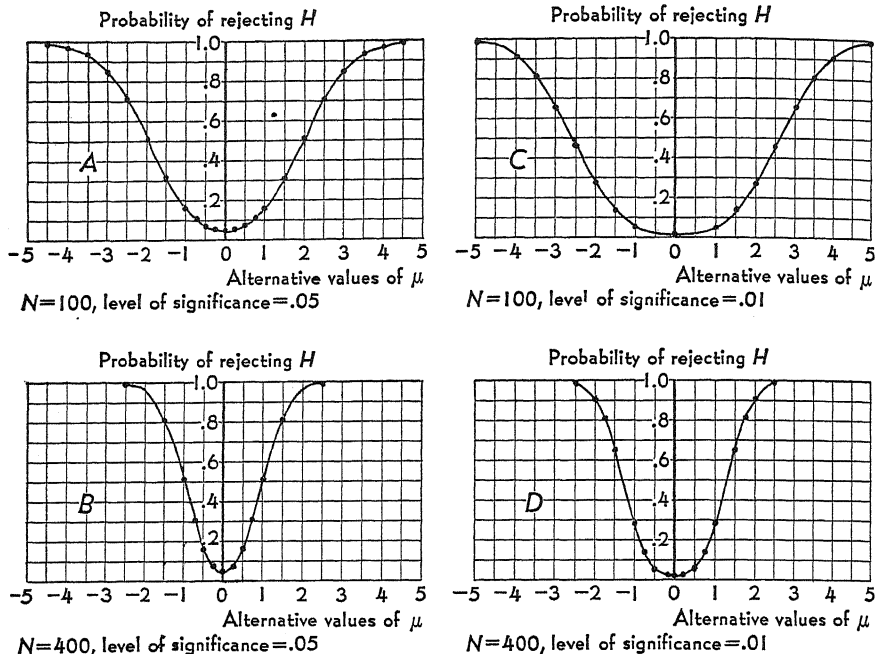 Probability of rejecting H
1.0
.8
.6
.4
.2
A
−5 −4 −3 −2 −1 0 1 2 3 4 5
Alternative values of μ
N=100, level of significance=.05
Probability of rejecting H
1.0
.8
.6
.4
.2
C
−5 −4 −3 −2 −1 0 1 2 3 4 5
Alternative values of μ
N=100, level of significance=.01
Probability of rejecting H
1.0
.8
.6
.4
.2
B
−5 −4 −3 −2 −1 0 1 2 3 4 5
Alternative values of μ
N=400, level of significance=.05
Probability of rejecting H
1.0
.8
.6
.4
.2
D
−5 −4 −3 −2 −1 0 1 2 3 4 5
Alternative values of μ
N=400, level of significance=.01